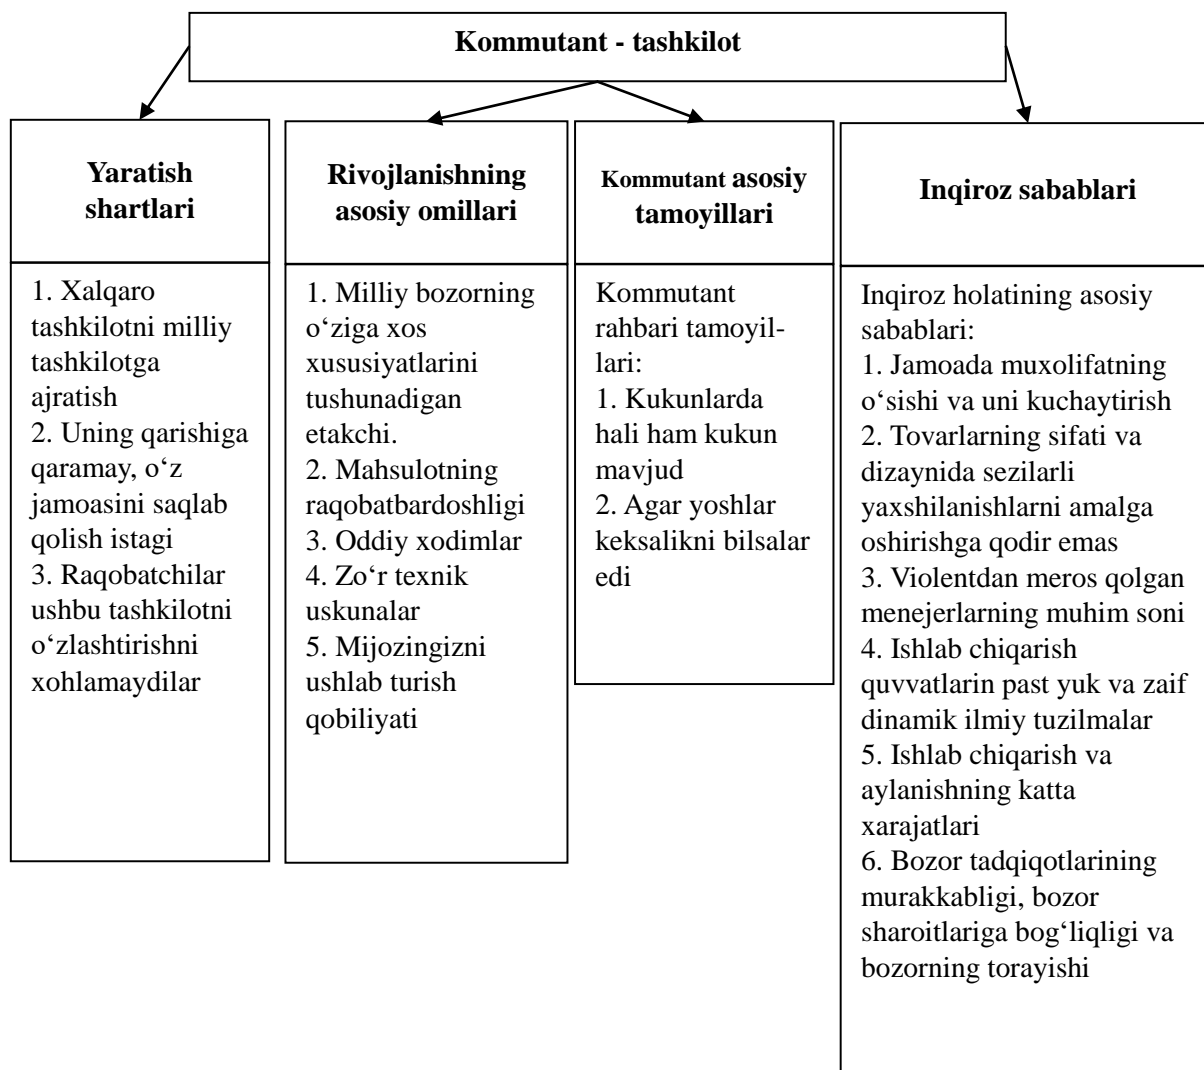 Kommutant - tashkilot
Yaratish
shartlari
1. Xalqaro
tashkilotni milliy
tashkilotga
ajratish
2. Uning qarishiga
qaramay, o‘z
jamoasini saqlab
qolish istagi
3. Raqobatchilar
ushbu tashkilotni
o‘zlashtirishni
xohlamaydilar
Rivojlanishning
asosiy omillari
1. Milliy bozorning
o‘ziga xos
xususiyatlarini
tushunadigan
etakchi.
2. Mahsulotning
raqobatbardoshligi
3. Oddiy xodimlar
4. Zo‘r texnik
uskunalar
5. Mijozingizni
ushlab turish
qobiliyati
Kommutant asosiy
tamoyillari
Kommutant
rahbari tamoyil-
lari:
1. Kukunlarda
hali ham kukun
mavjud
2. Agar yoshlar
keksalikni bilsalar
edi
Inqiroz sabablari
Inqiroz holatining asosiy
sabablari:
1. Jamoada muxolifatning
o‘sishi va uni kuchaytirish
2. Tovarlarning sifati va
dizaynida sezilarli
yaxshilanishlarni amalga
oshirishga qodir emas
3. Violentdan meros qolgan
menejerlarning muhim soni
4. Ishlab chiqarish
quvvatlarin past yuk va zaif
dinamik ilmiy tuzilmalar
5. Ishlab chiqarish va
aylanishning katta
xarajatlari
6. Bozor tadqiqotlarining
murakkabligi, bozor
sharoitlariga bog‘liqligi va
bozorning torayishi